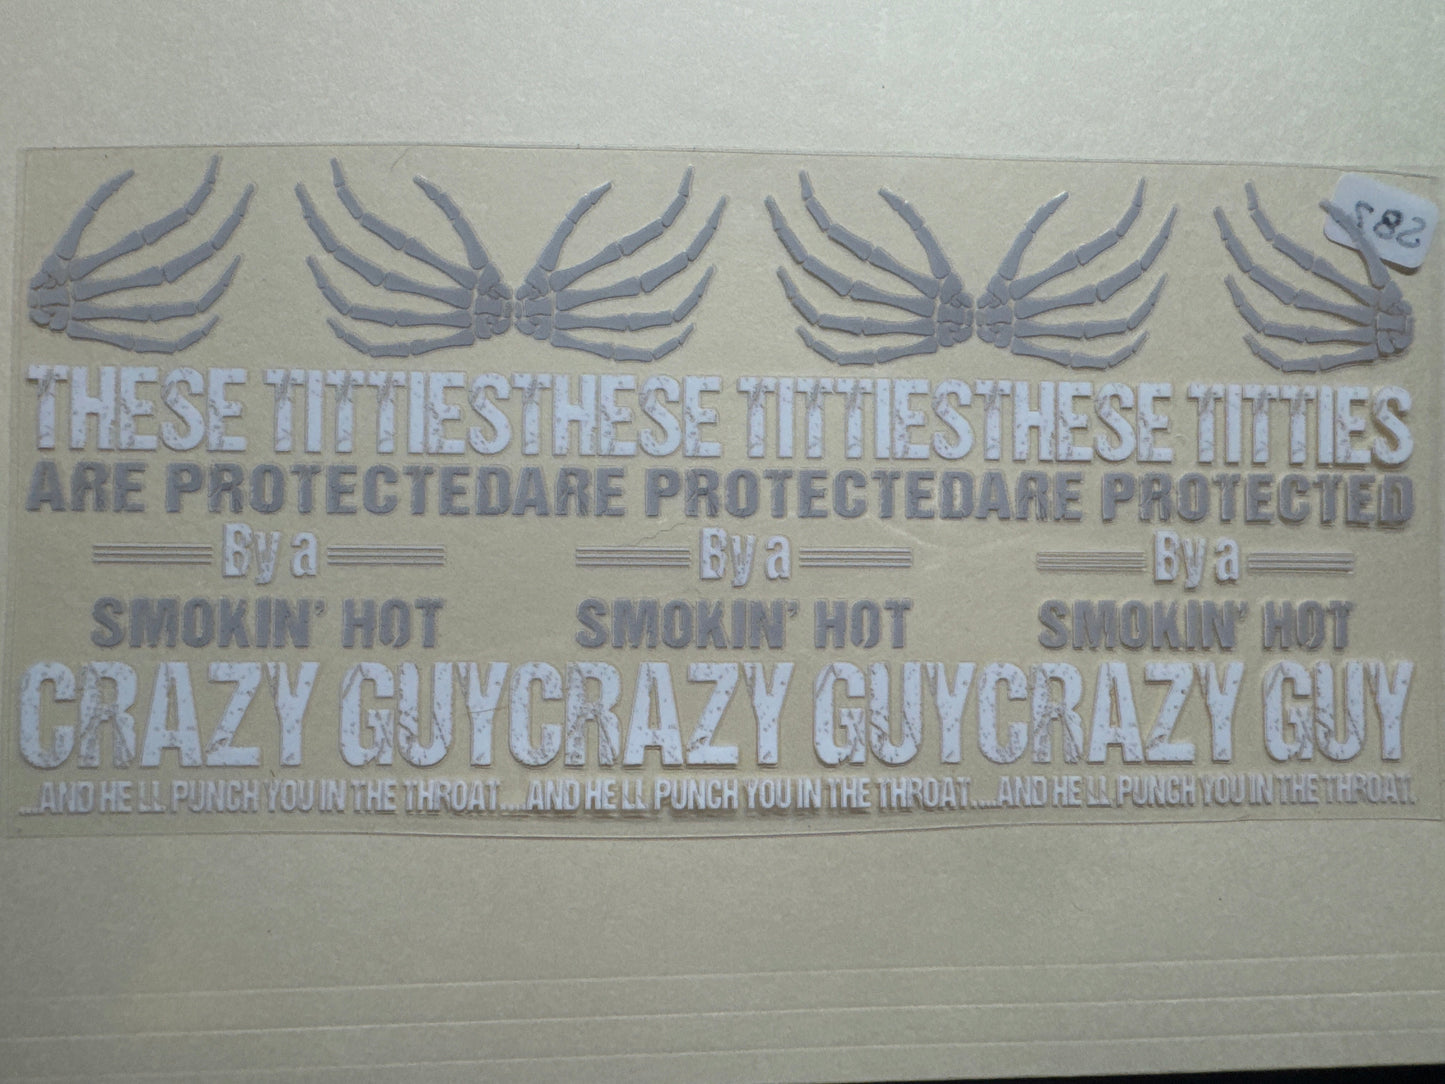 282
THESE TITTIESTHESE TITTIESTHESE TITTIES
ARE PROTECTEDARE PROTECTEDARE PROTECTED
By a By a By a
SMOKIN' HOT SMOKIN' HOT SMOKIN' HOT
CRAZY GUYCRAZY GUYCRAZY GUY
...AND HE LL PUNCH YOU IN THE THROAT....AND HE LL PUNCH YOU IN THE THROAT....AND HE LL PUNCH YOU IN THE THROAT.